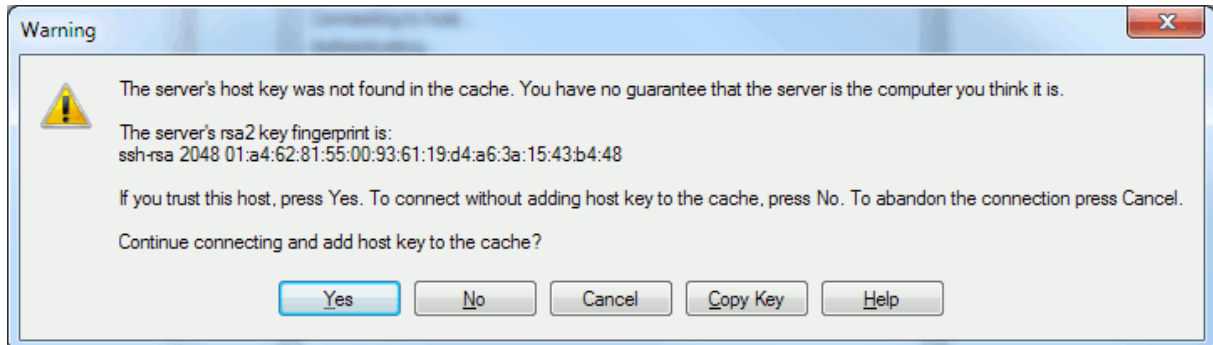 Connecting to host...
Authenticating...
Warning
The server's host key was not found in the cache. You have no guarantee that the server is the computer you think it is.
The server's rsa2 key fingerprint is:
ssh-rsa 2048 01:a4:62:81:55:00:93:61:19:d4:a6:3a:15:43:b4:48
If you trust this host, press Yes. To connect without adding host key to the cache, press No. To abandon the connection press Cancel.
Continue connecting and add host key to the cache?
Yes
No
Cancel
Copy Key
Help